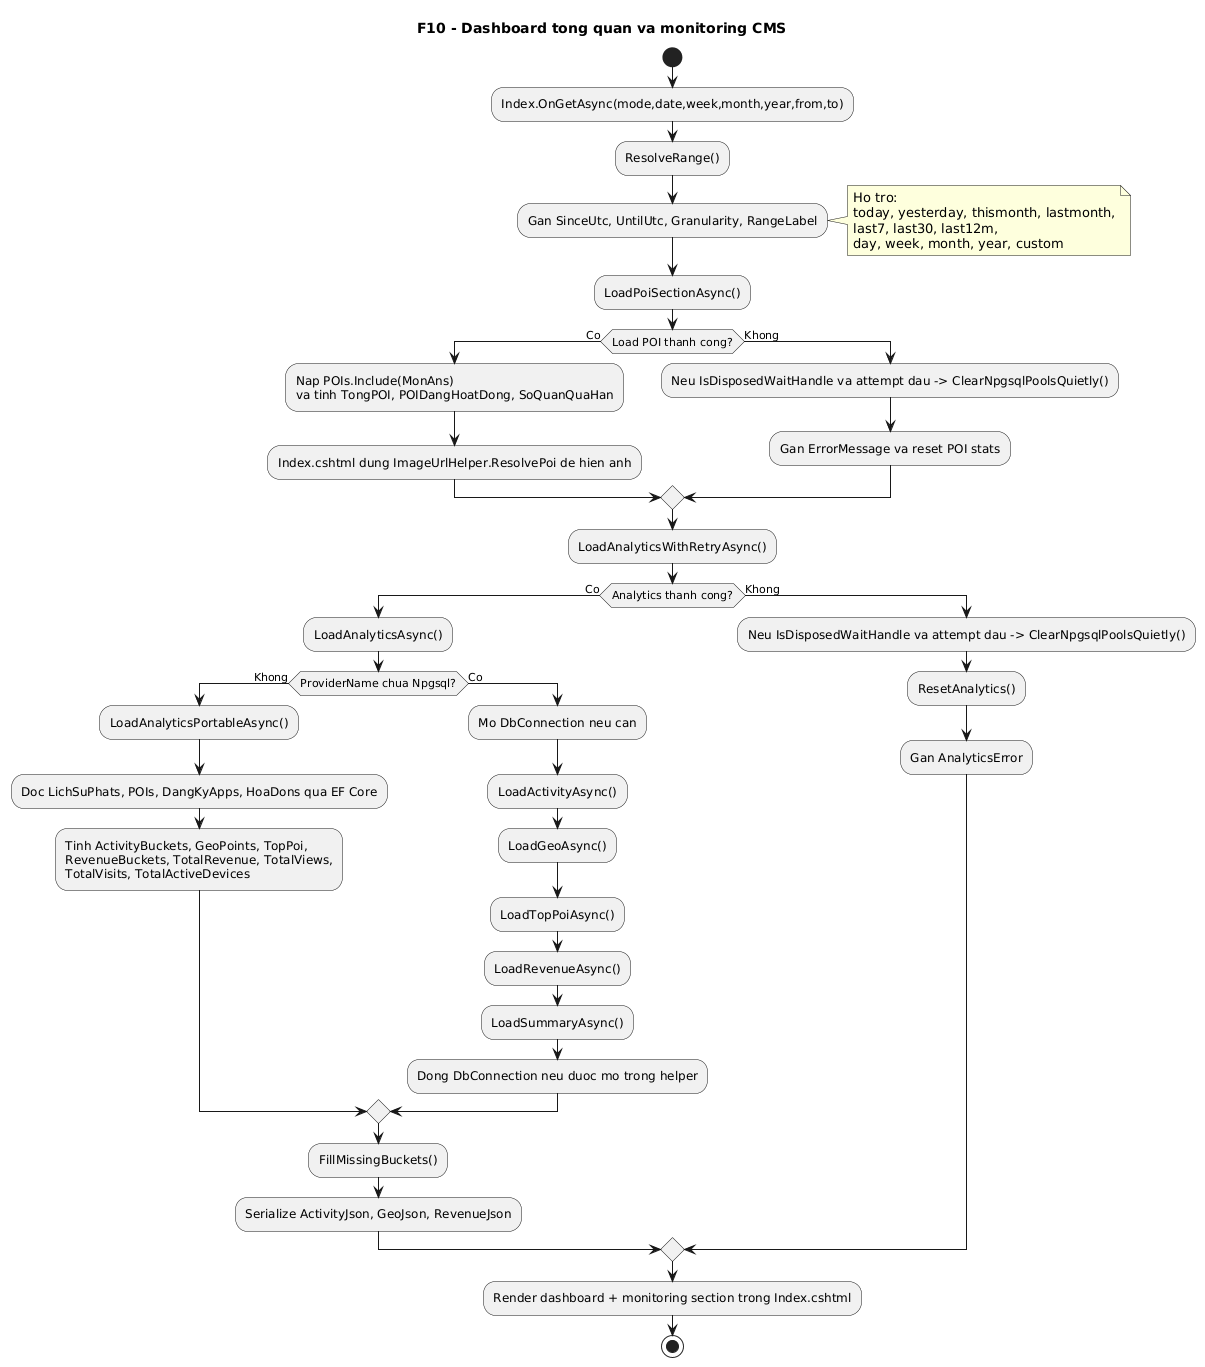 F10 - Dashboard tong quan va monitoring CMS
Index.OnGetAsync(mode,date,week,month,year,from,to)
ResolveRange()
Gan SinceUtc, UntilUtc, Granularity, RangeLabel
Ho tro:
today, yesterday, thismonth, lastmonth,
last7, last30, last12m,
day, week, month, year, custom
LoadPoiSectionAsync()
Co
Load POI thanh cong?
Khong
Nap POIs.Include(MonAns)
va tinh TongPOI, POIDangHoatDong, SoQuanQuaHan
Index.cshtml dung ImageUrlHelper.ResolvePoi de hien anh
Neu IsDisposedWaitHandle va attempt dau -> ClearNpgsqlPoolsQuietly()
Gan ErrorMessage va reset POI stats
LoadAnalyticsWithRetryAsync()
Co
Analytics thanh cong?
Khong
LoadAnalyticsAsync()
Khong
ProviderName chua Npgsql?
Co
LoadAnalyticsPortableAsync()
Doc LichSuPhats, POIs, DangKyApps, HoaDons qua EF Core
Tinh ActivityBuckets, GeoPoints, TopPoi,
RevenueBuckets, TotalRevenue, TotalViews,
TotalVisits, TotalActiveDevices
Mo DbConnection neu can
LoadActivityAsync()
LoadGeoAsync()
LoadTopPoiAsync()
LoadRevenueAsync()
LoadSummaryAsync()
Dong DbConnection neu duoc mo trong helper
FillMissingBuckets()
Serialize ActivityJson, GeoJson, RevenueJson
Neu IsDisposedWaitHandle va attempt dau -> ClearNpgsqlPoolsQuietly()
ResetAnalytics()
Gan AnalyticsError
Render dashboard + monitoring section trong Index.cshtml